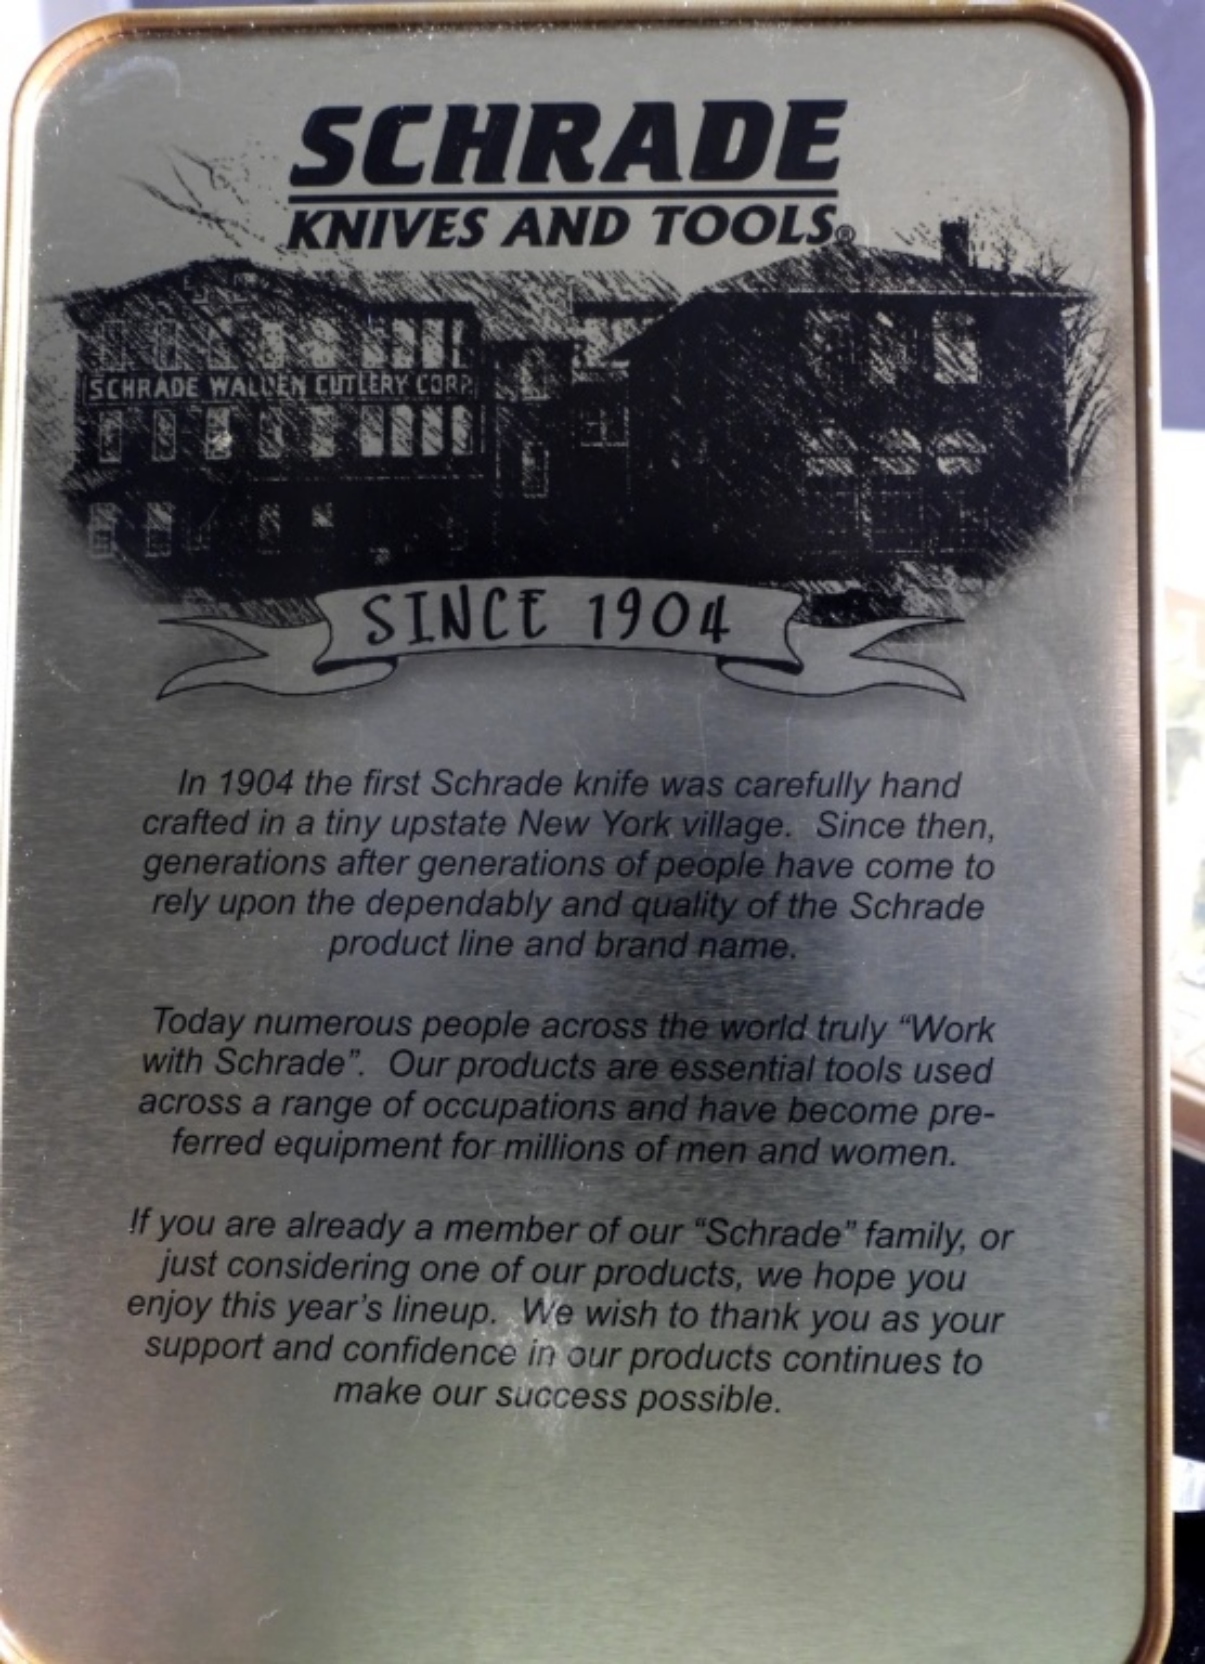 SCHRADE
KNIVES AND TOOLS®
SCHRADE WALDEN CUTLERY CORP.
SINCE 1904
In 1904 the first Schrade knife was carefully hand
crafted in a tiny upstate New York village. Since then,
generations after generations of people have come to
rely upon the dependably and quality of the Schrade
product line and brand name.
Today numerous people across the world truly “Work
with Schrade”. Our products are essential tools used
across a range of occupations and have become pre-
ferred equipment for millions of men and women.
If you are already a member of our “Schrade” family, or
just considering one of our products, we hope you
enjoy this year’s lineup. We wish to thank you as your
support and confidence in our products continues to
make our success possible.